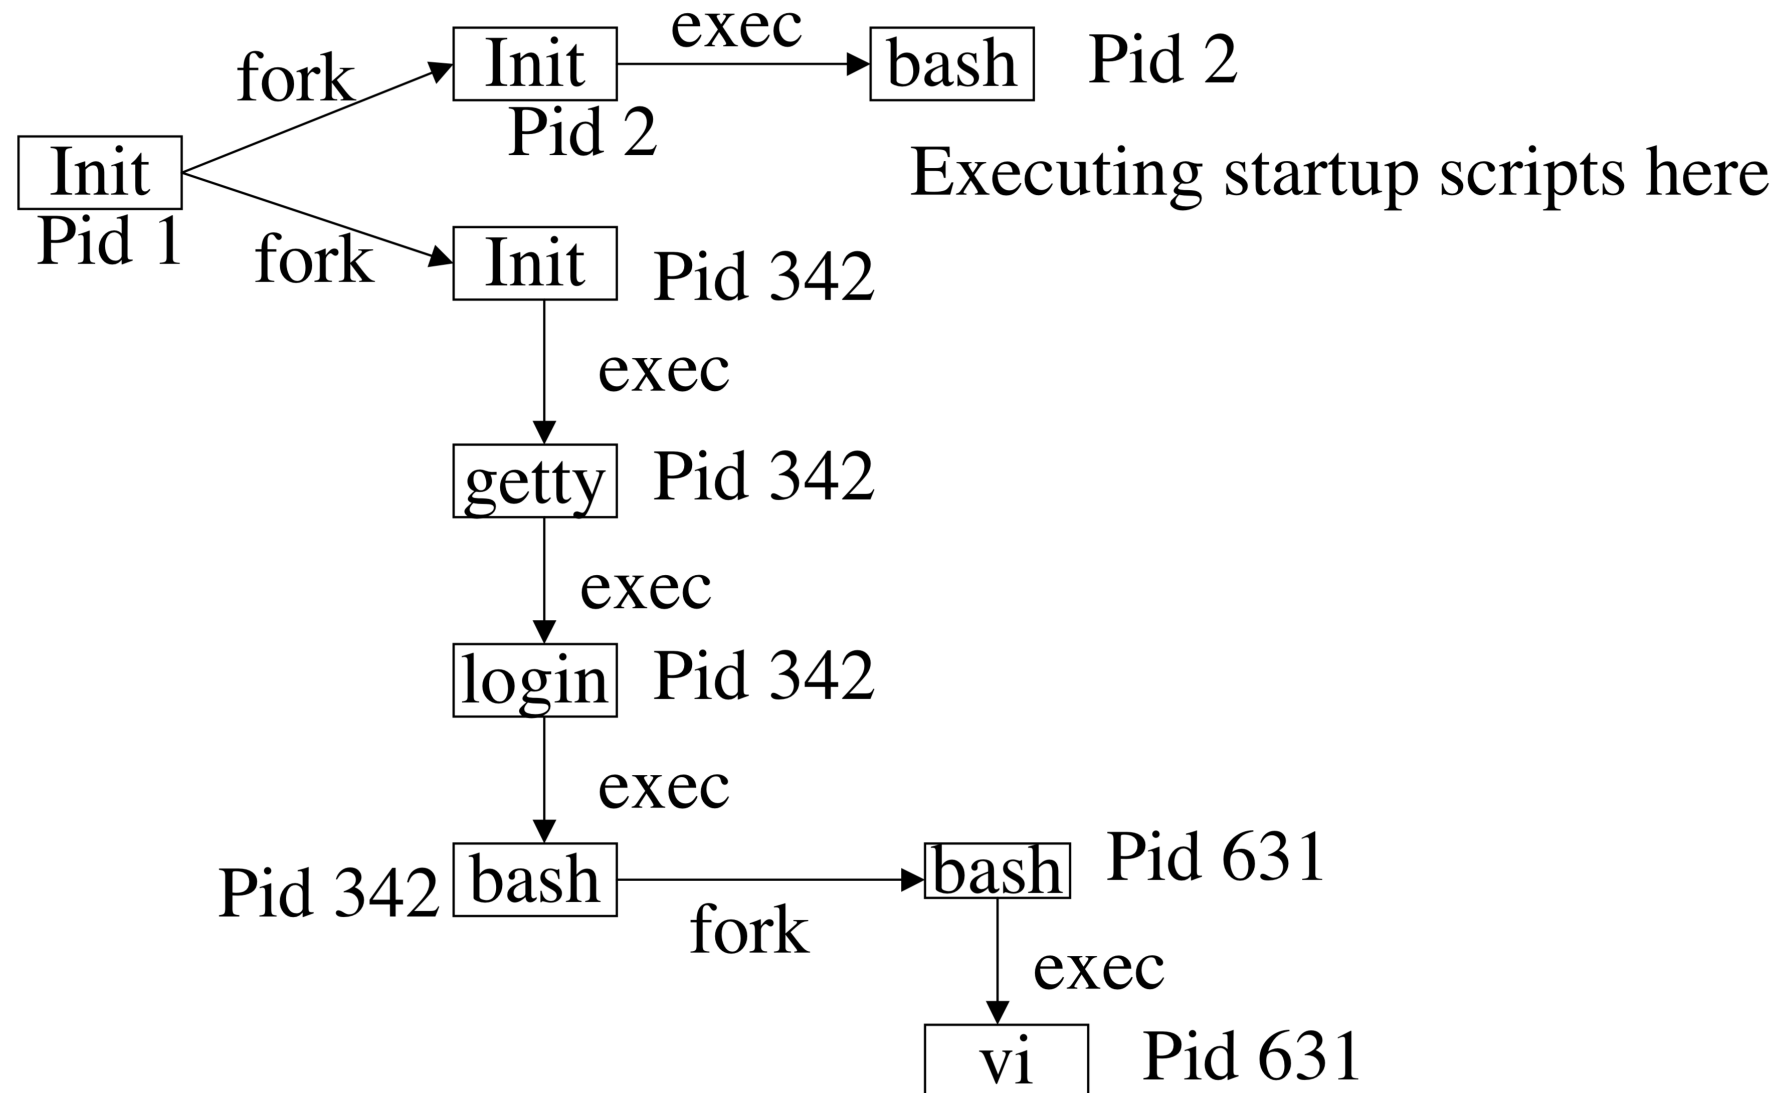 exec
Init
bash
Pid 2
fork
Pid 2
Init
Executing startup scripts here
Pid 1
fork
Init
Pid 342
exec
getty
Pid 342
exec
login
Pid 342
exec
Pid 342
bash
bash
Pid 631
fork
exec
vi
Pid 631